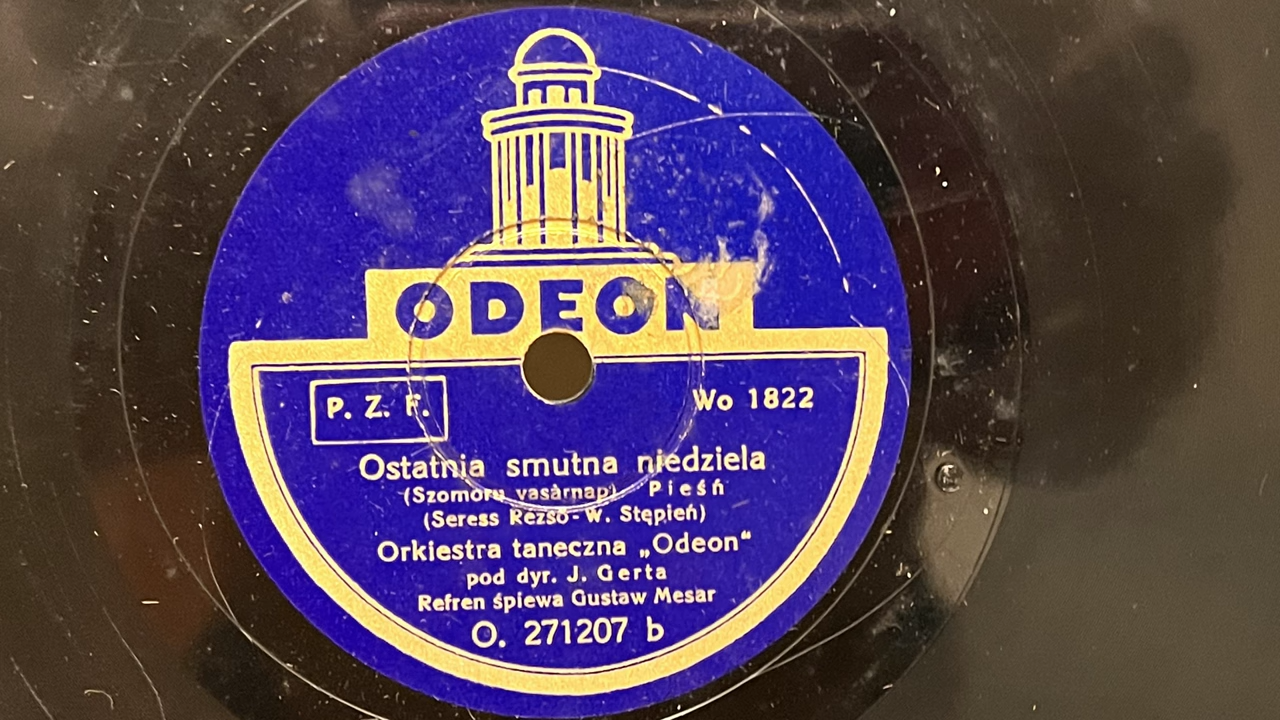 ODEON
P. Z. F.
Wo 1822
Ostatnia smutna niedziela
(Szomoru vasàrnap) Pieśń
(Seress Rezsö - W. Stępień)
Orkiestra taneczna „Odeon“
pod dyr. J. Gerta
Refren śpiewa Gustaw Mesar
O. 271207 b